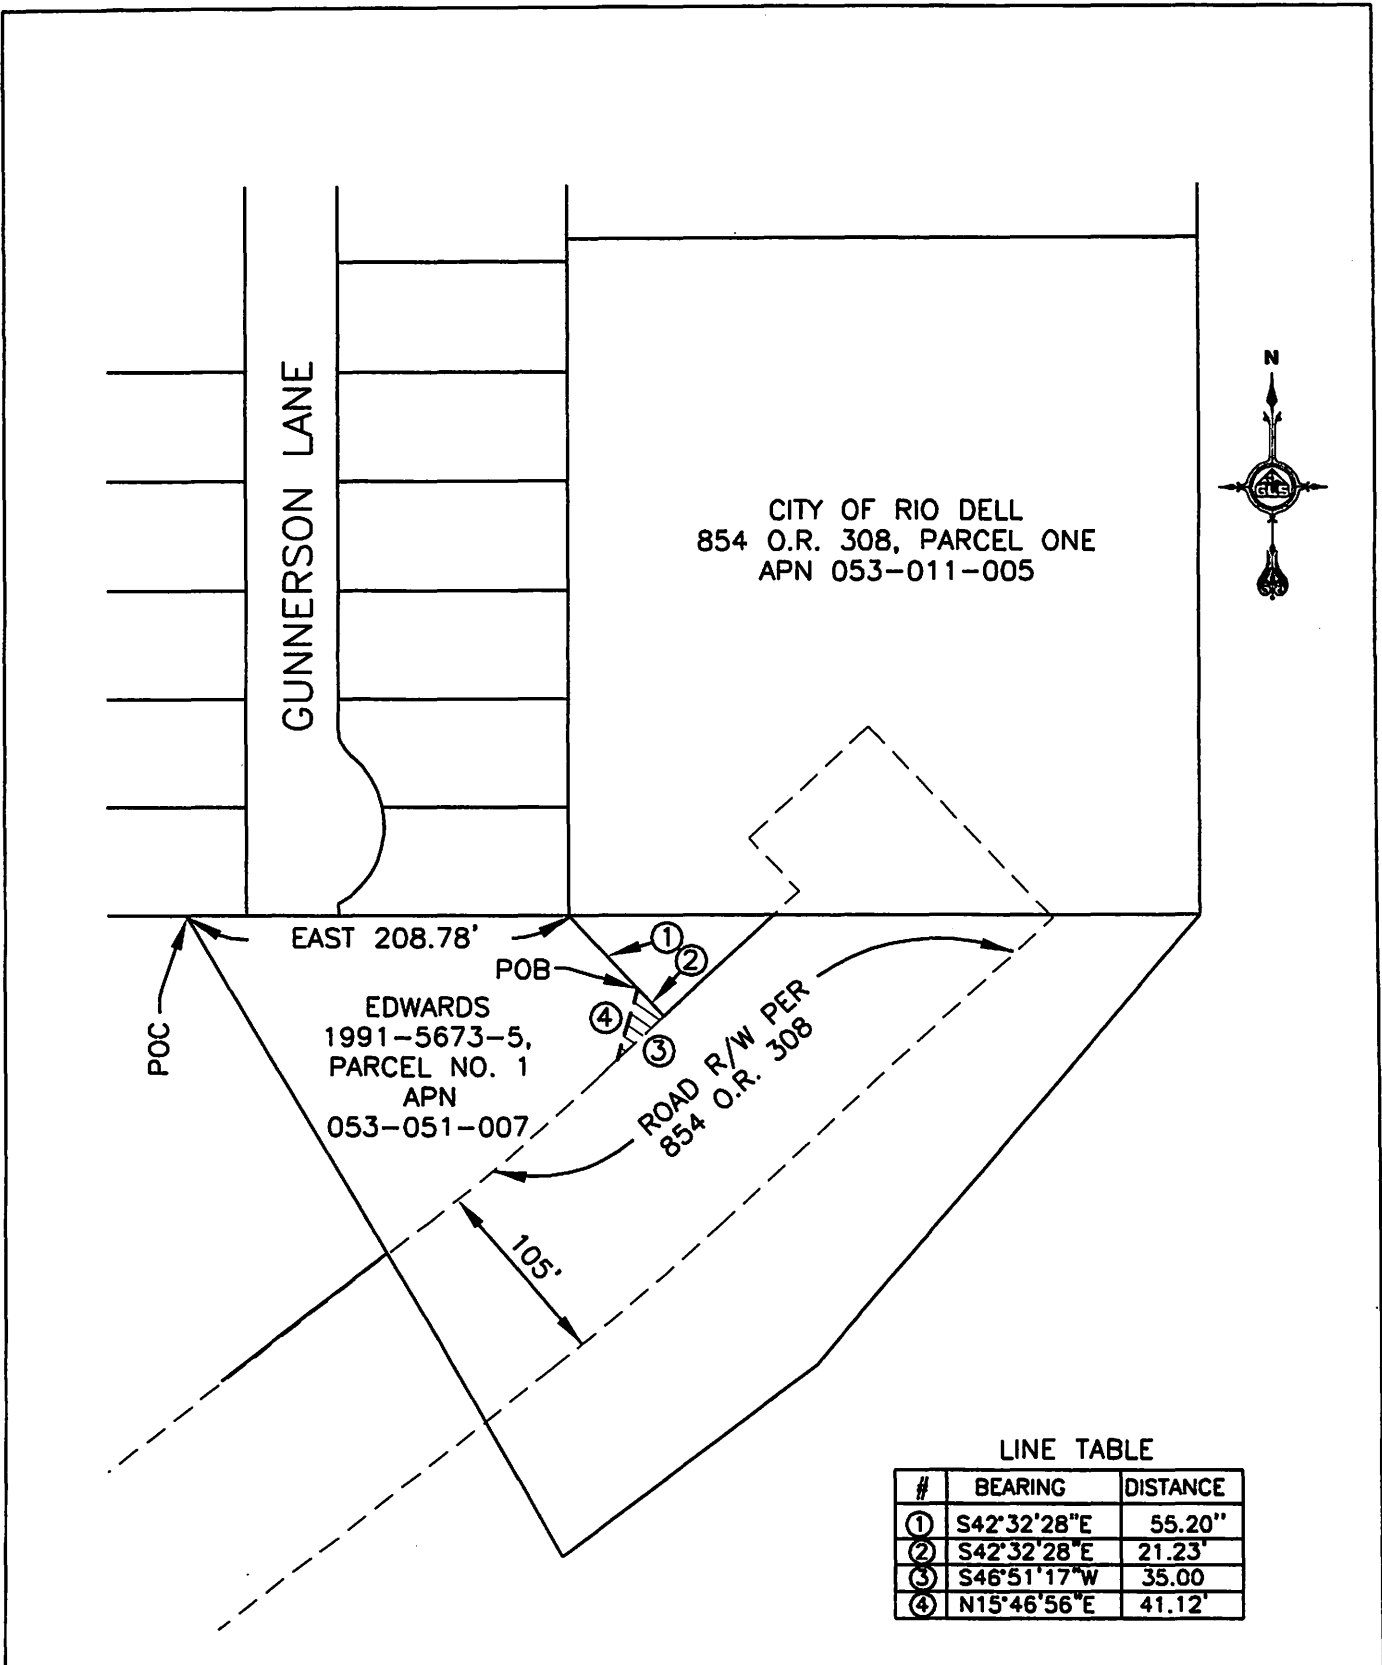 GUNNERSON LANE
CITY OF RIO DELL
854 O.R. 308, PARCEL ONE
APN 053-011-005
N
GLS
EAST 208.78'
POC
POB
1
2
3
4
EDWARDS
1991-5673-5,
PARCEL NO. 1
APN
053-051-007
ROAD R/W PER
854 O.R. 308
105'
LINE TABLE
# BEARING DISTANCE
1 S42°32'28"E 55.20"
2 S42°32'28"E 21.23'
3 S46°51'17"W 35.00
4 N15°46'56"E 41.12'